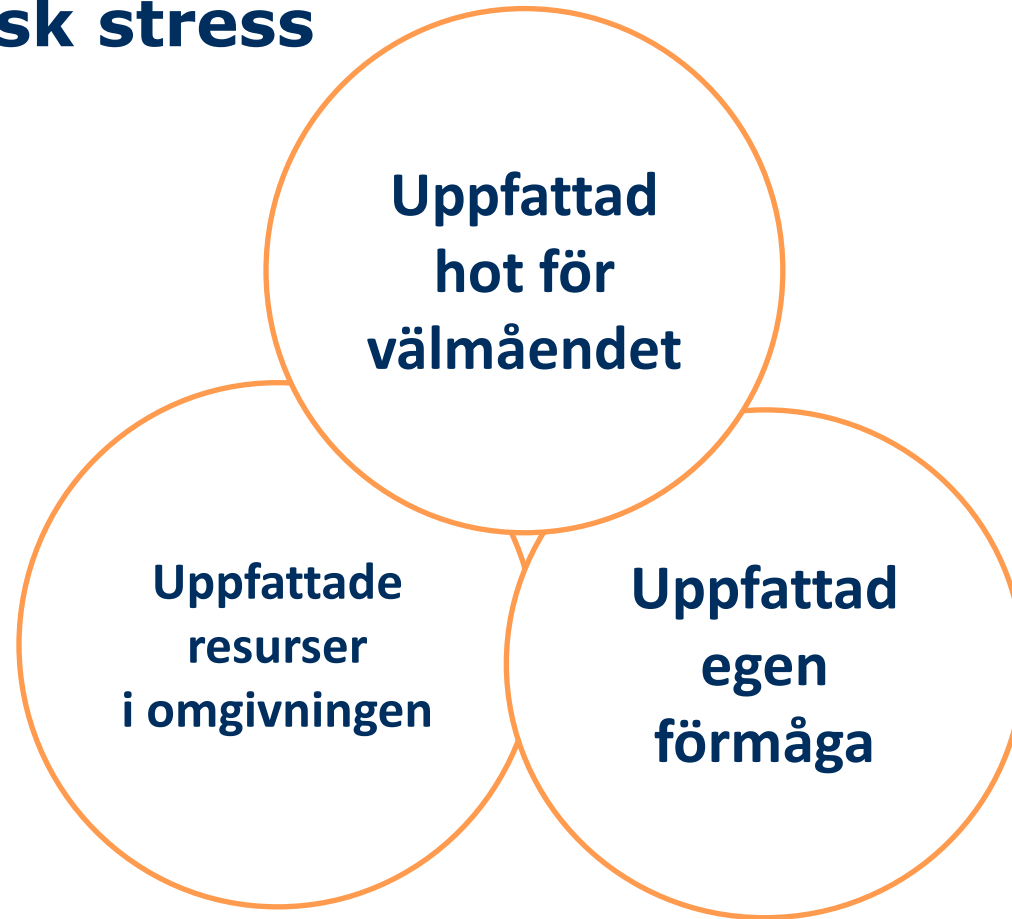 sk stress
Uppfattad
hot för
välmåendet
Uppfattade
resurser
i omgivningen
Uppfattad
egen
förmåga